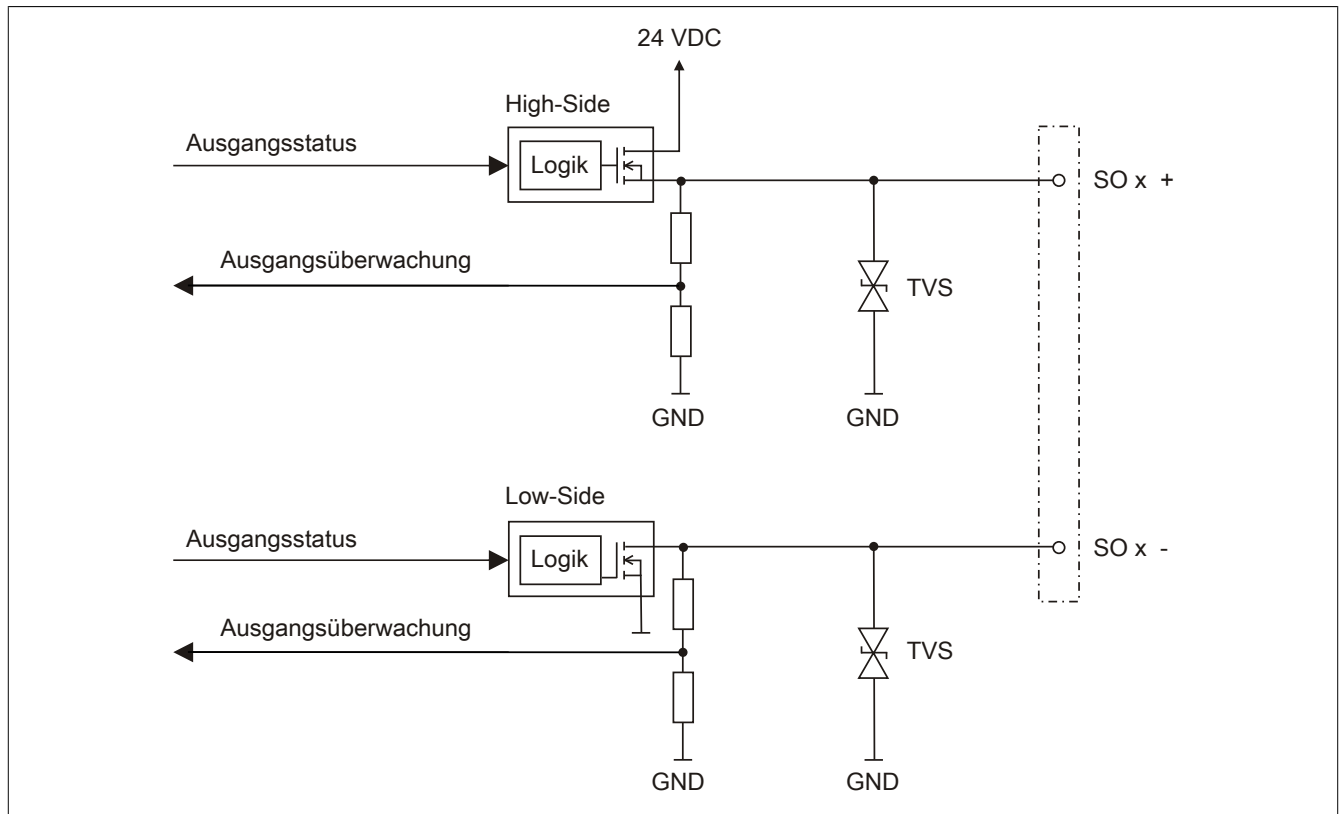 24 VDC
High-Side
Ausgangsstatus
Logik
SO x +
Ausgangsüberwachung
TVS
GND
GND
Low-Side
Ausgangsstatus
Logik
SO x -
Ausgangsüberwachung
TVS
GND
GND